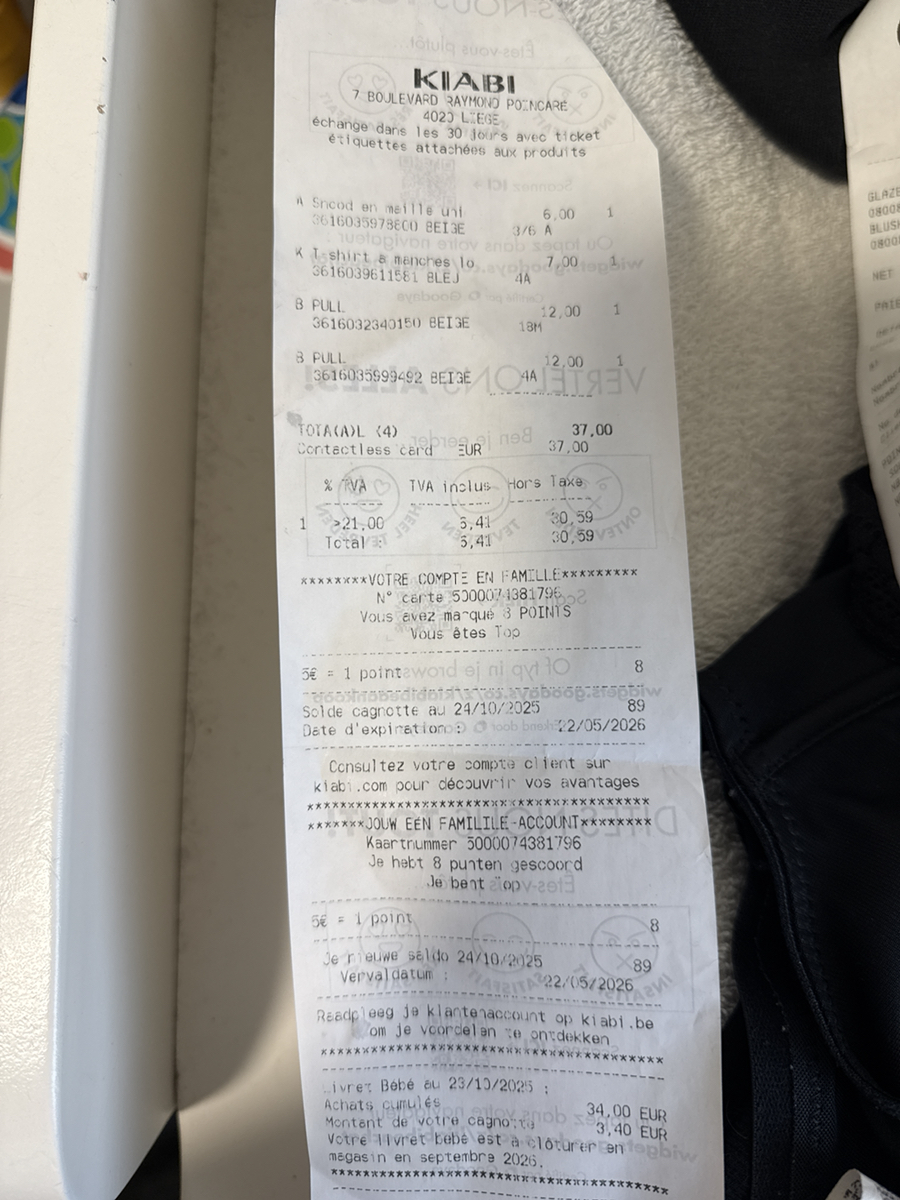 KIABI
7 BOULEVARD RAYMOND POINCARE
4020 LIEGE
échange dans les 30 jours avec ticket
étiquettes attachées aux produits
A Snood en maille uni 6,00 1
3616035978600 BEIGE 3/6 A
K T-shirt à manches lo 7,00 1
3616039611561 BLEJ 4A
B PULL 12,00 1
3616032340150 BEIGE 18M
B PULL 12,00 1
3616035999492 BEIGE 4A
TOTA(A)L (4) 37,00
Contactless card EUR 37,00
% TVA TVA inclus Hors Taxe
1 >21,00 6,41 30,59
Total : 6,41 30,59
********VOTRE COMPTE EN FAMILLE*********
N° carte 5000074381796
Vous avez marqué 8 POINTS
Vous êtes Top
5€ = 1 point 8
Solde cagnotte au 24/10/2025 89
Date d'expiration : 22/05/2026
Consultez votre compte client sur
kiabi.com pour découvrir vos avantages
****************************************
*******JOUW EEN FAMILILE-ACCOUNT********
Kaartnummer 5000074381796
Je hebt 8 punten gescoord
Je bent Top
5€ = 1 point 8
Je nieuwe saldo 24/10/2025 89
Vervaldatum : 22/05/2026
Raadpleeg je klantenaccount op kiabi.be
om je voordelen te ontdekken
****************************************
Livret Bébé au 23/10/2025 :
Achats cumulés 34,00 EUR
Montant de votre cagnotte 3,40 EUR
Votre livret bébé est à clôturer en
magasin en septembre 2026.
****************************************
GLAZE
0800
BLUSH
0800
NET